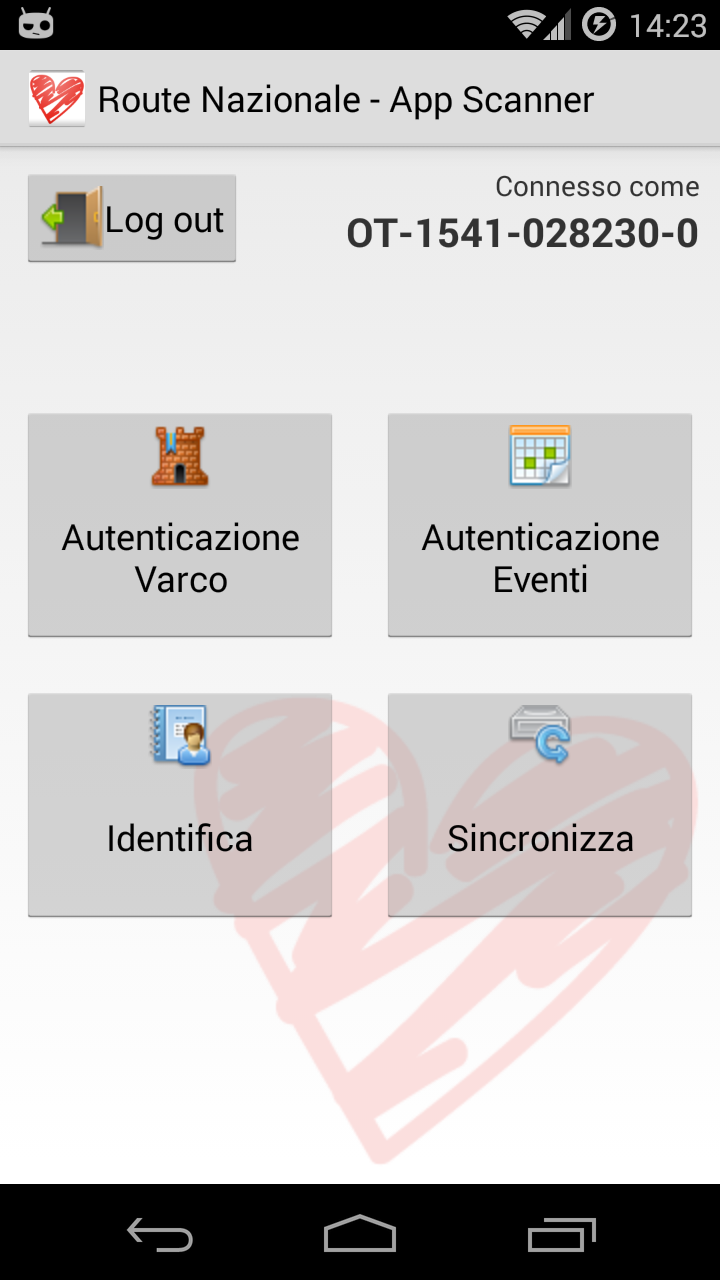 14:23
Route Nazionale - App Scanner
Log out
Connesso come
OT-1541-028230-0
Autenticazione
Varco
Autenticazione
Eventi
Identifica
Sincronizza